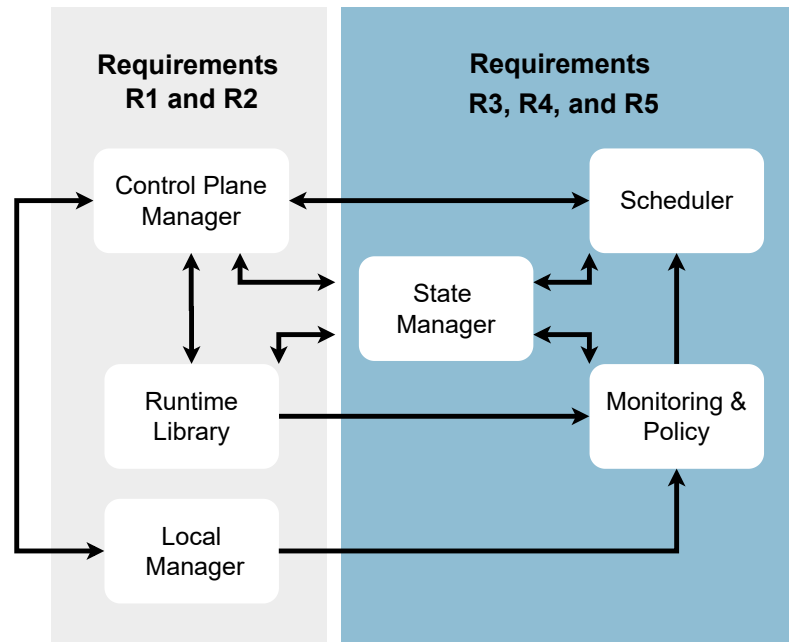 Requirements
R1 and R2
Requirements
R3, R4, and R5
Control Plane
Manager
Scheduler
State
Manager
Runtime
Library
Monitoring &
Policy
Local
Manager